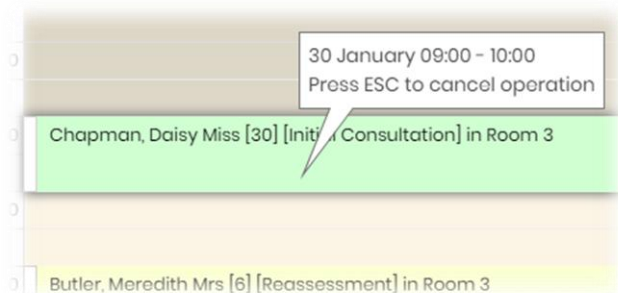 30 January 09:00 - 10:00
Press ESC to cancel operation
Chapman, Daisy Miss [30] [Initial Consultation] in Room 3
Butler, Meredith Mrs [6] [Reassessment] in Room 3